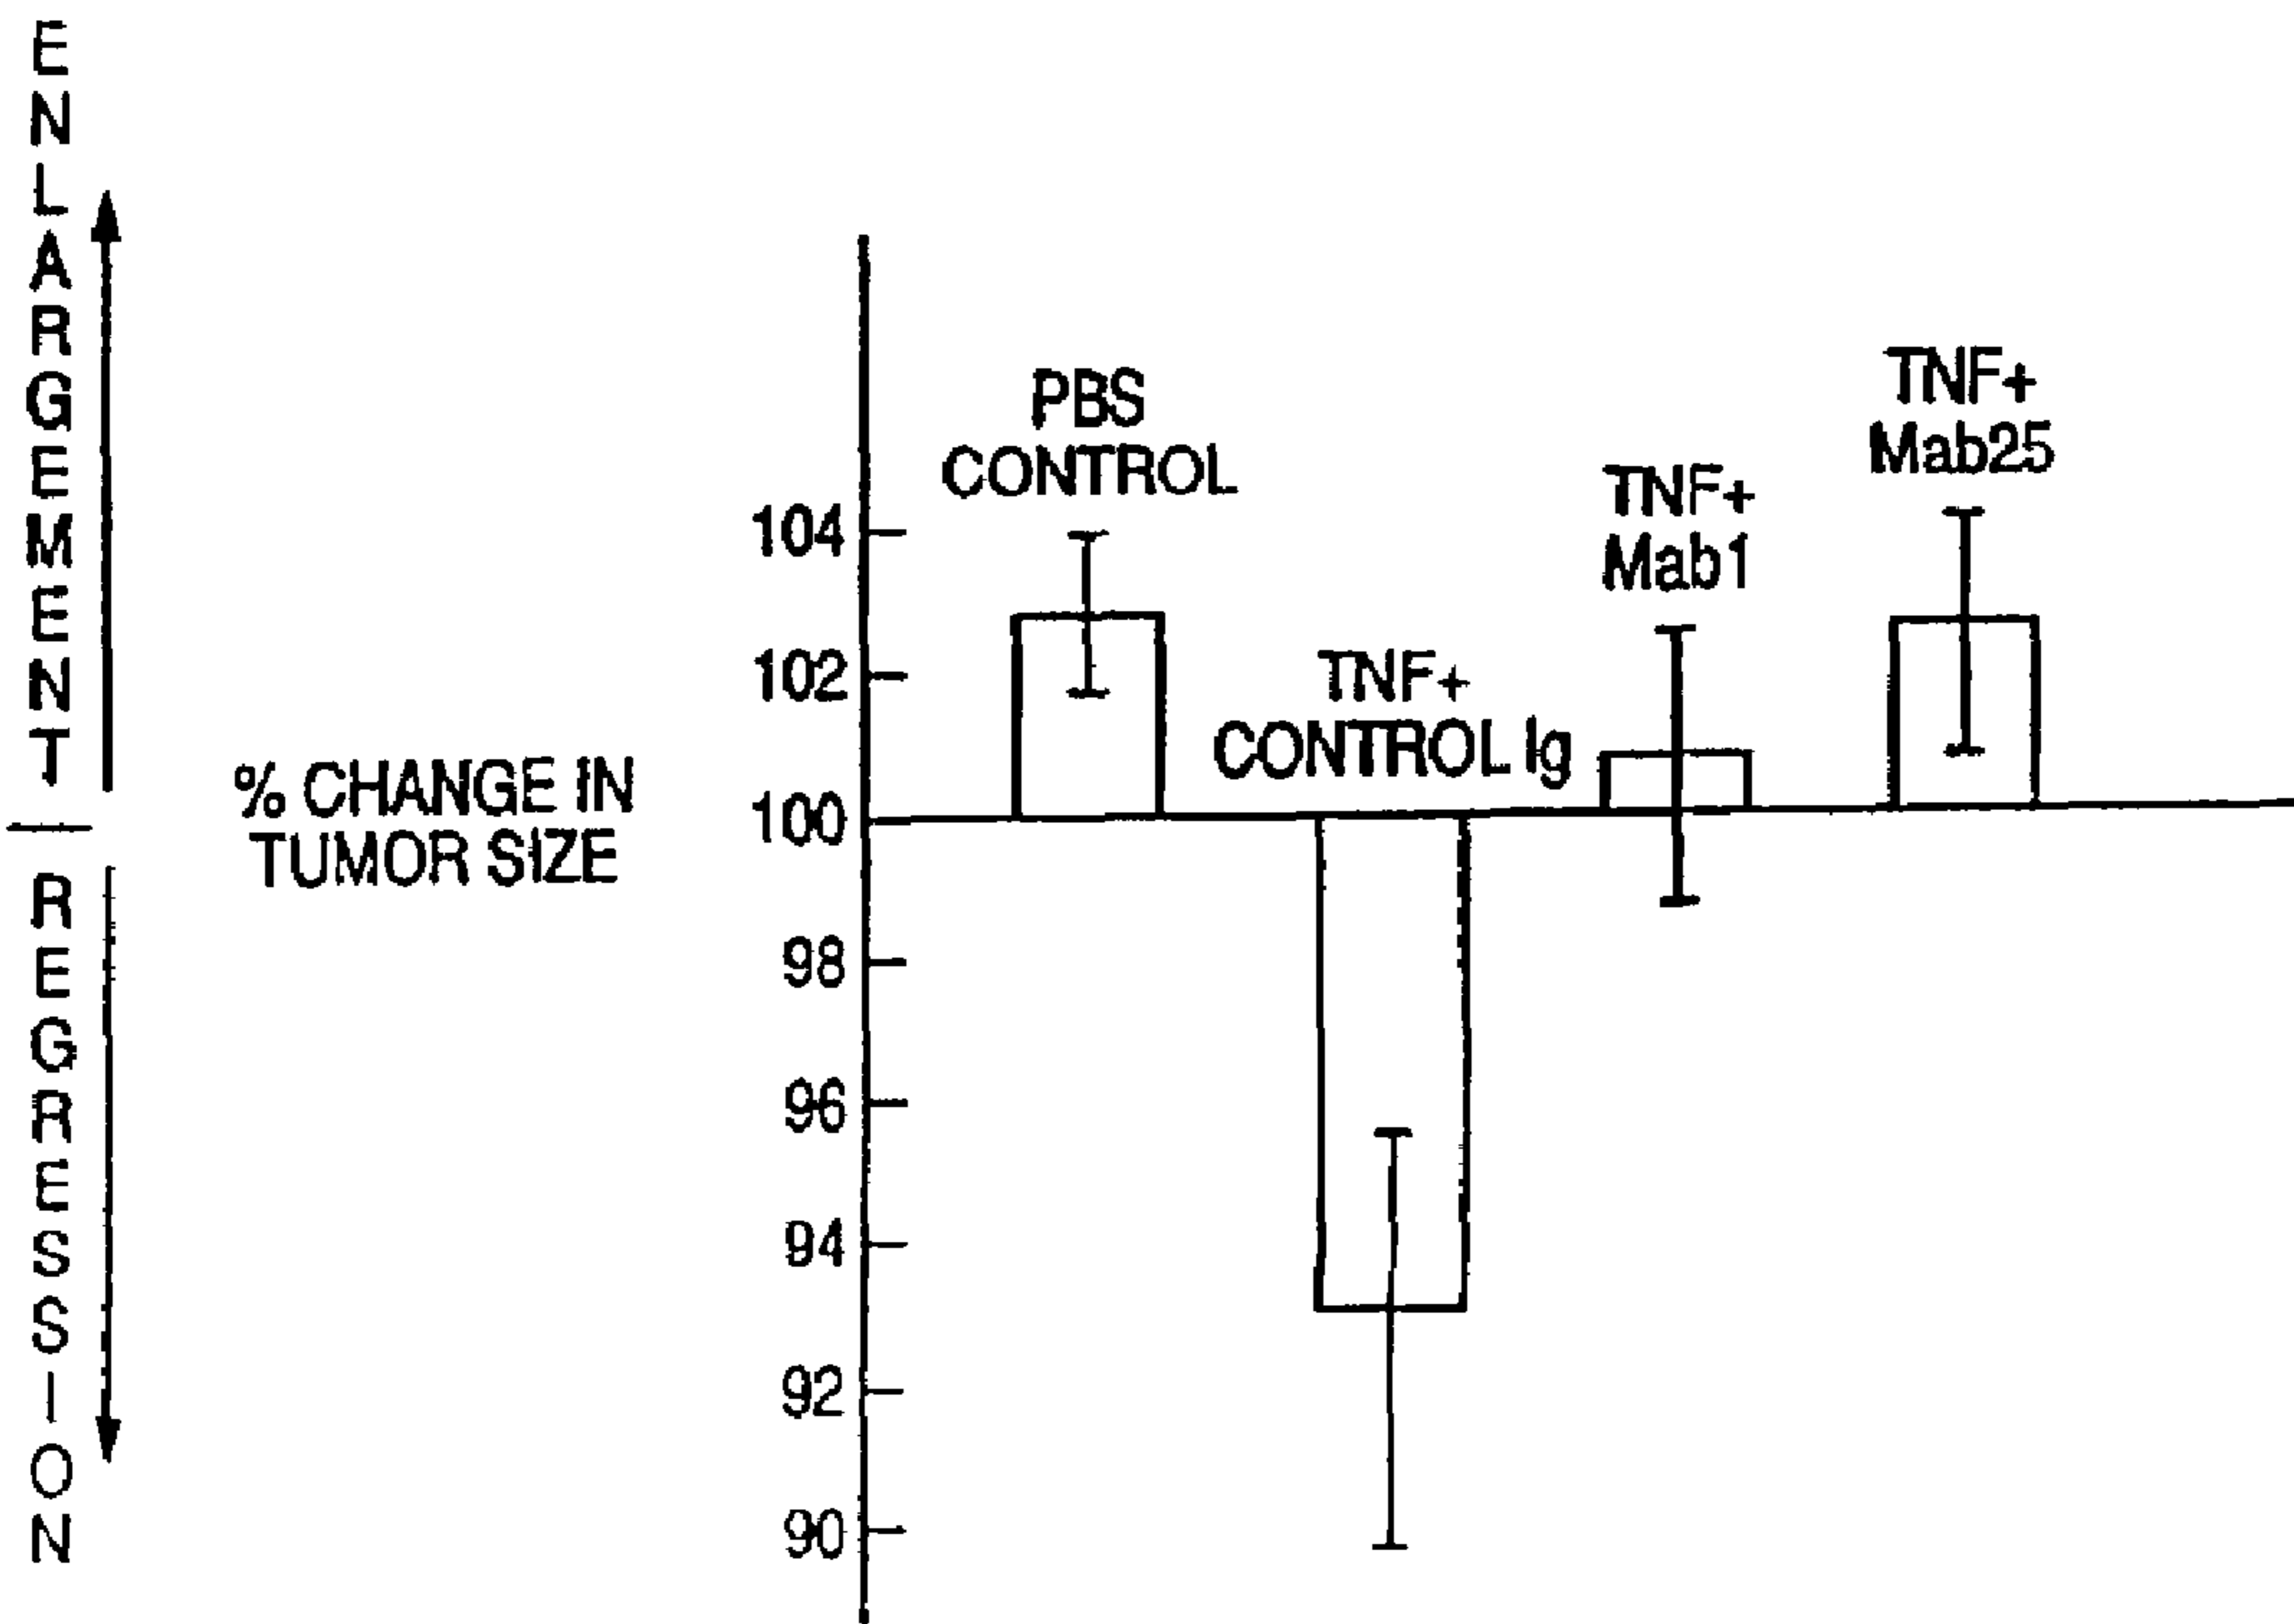 ENLARGEMENT
REGRESSION
% CHANGE IN
TUMOR SIZE
104
102
100
98
96
94
92
90
PBS
CONTROL
TNF+
CONTROL Ig
TNF+
Mab1
TNF+
Mab25